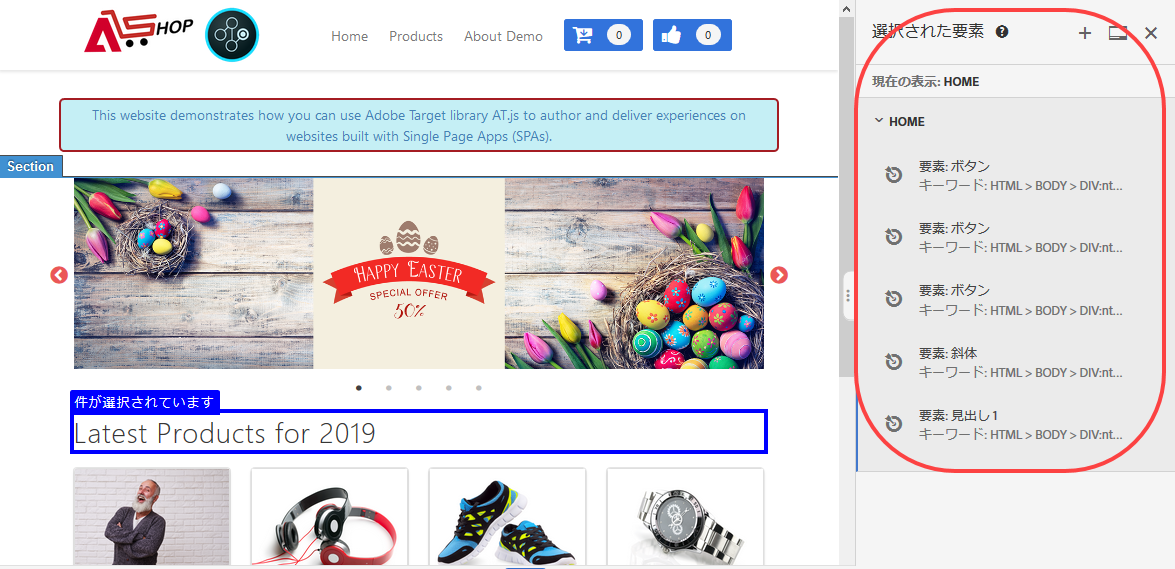 A SHOP
Home Products About Demo 0 0
This website demonstrates how you can use Adobe Target library AT.js to author and deliver experiences on
websites built with Single Page Apps (SPAs).
Section
HAPPY EASTER
SPECIAL OFFER
50%
件が選択されています
Latest Products for 2019
選択された要素
現在の表示: HOME
HOME
要素: ボタン
キーワード: HTML > BODY > DIV:nt...
要素: ボタン
キーワード: HTML > BODY > DIV:nt...
要素: ボタン
キーワード: HTML > BODY > DIV:nt...
要素: 斜体
キーワード: HTML > BODY > DIV:nt...
要素: 見出し1
キーワード: HTML > BODY > DIV:nt...